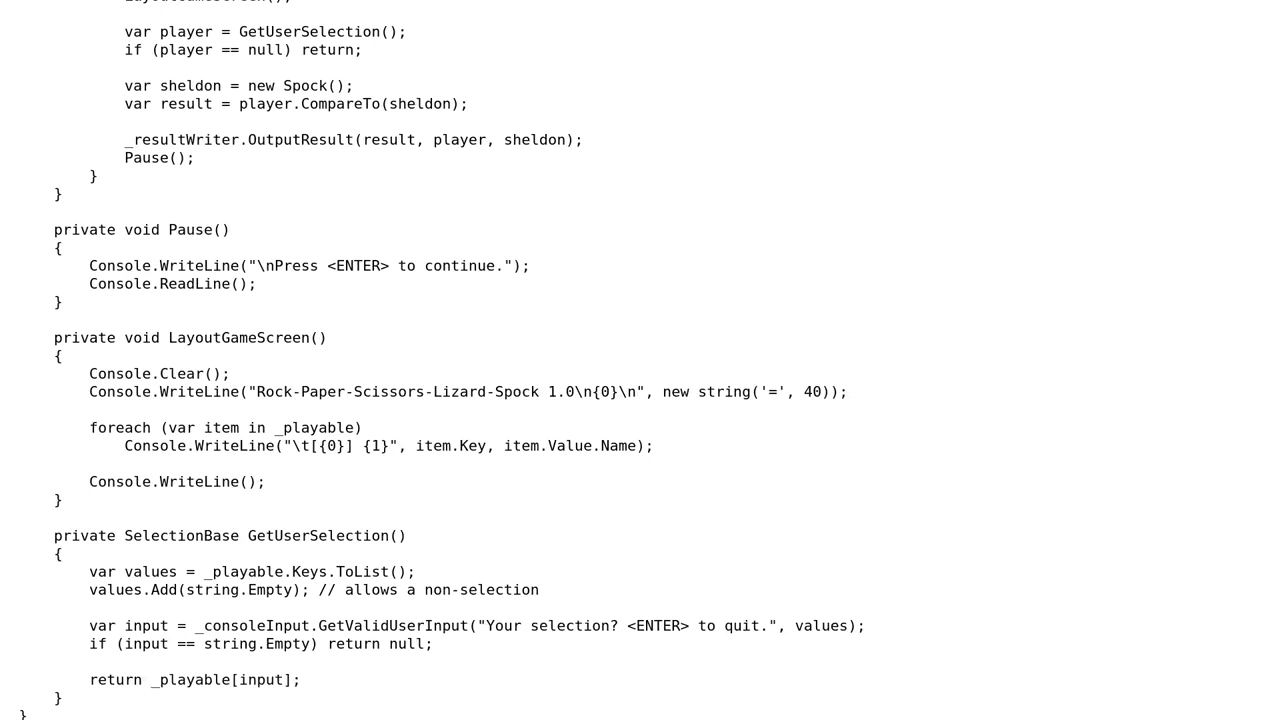 var player = GetUserSelection();
if (player == null) return;
var sheldon = new Spock();
var result = player.CompareTo(sheldon);
_resultWriter.OutputResult(result, player, sheldon);
Pause();
}
}
private void Pause()
{
Console.WriteLine("\nPress <ENTER> to continue.");
Console.ReadLine();
}
private void LayoutGameScreen()
{
Console.Clear();
Console.WriteLine("Rock-Paper-Scissors-Lizard-Spock 1.0\n{0}\n", new string('=', 40));
foreach (var item in _playable)
Console.WriteLine("\t[{0}] {1}", item.Key, item.Value.Name);
Console.WriteLine();
}
private SelectionBase GetUserSelection()
{
var values = _playable.Keys.ToList();
values.Add(string.Empty); // allows a non-selection
var input = _consoleInput.GetValidUserInput("Your selection? <ENTER> to quit.", values);
if (input == string.Empty) return null;
return _playable[input];
}
}